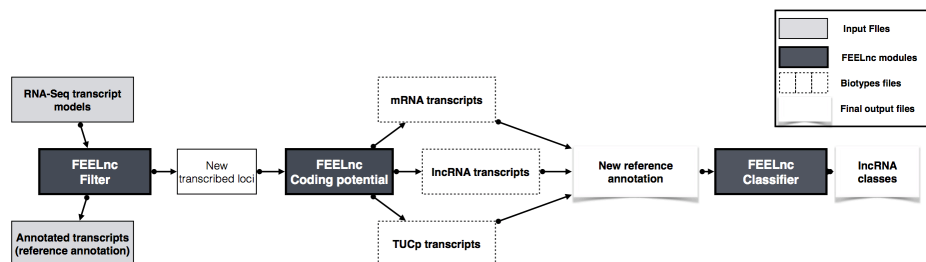 Input FIles
FEELnc modules
Biotypes files
Final output files
RNA-Seq transcript
models
FEELnc
Filter
Annotated transcripts
(reference annotation)
New
transcribed loci
FEELnc
Coding potential
mRNA transcripts
lncRNA transcripts
TUCp transcripts
New reference
annotation
FEELnc
Classifier
lncRNA
classes